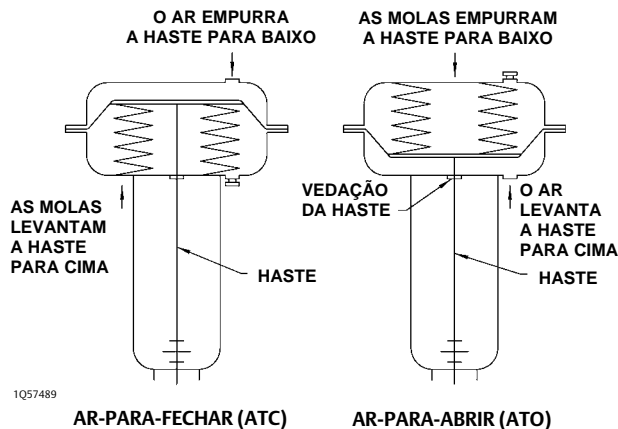 O AR EMPURRA
A HASTE PARA BAIXO
AS MOLAS
LEVANTAM
A HASTE
PARA CIMA
HASTE
1Q57489
AR-PARA-FECHAR (ATC)
AS MOLAS EMPURRAM
A HASTE PARA BAIXO
VEDAÇÃO
DA HASTE
O AR
LEVANTA
A HASTE
PARA CIMA
HASTE
AR-PARA-ABRIR (ATO)